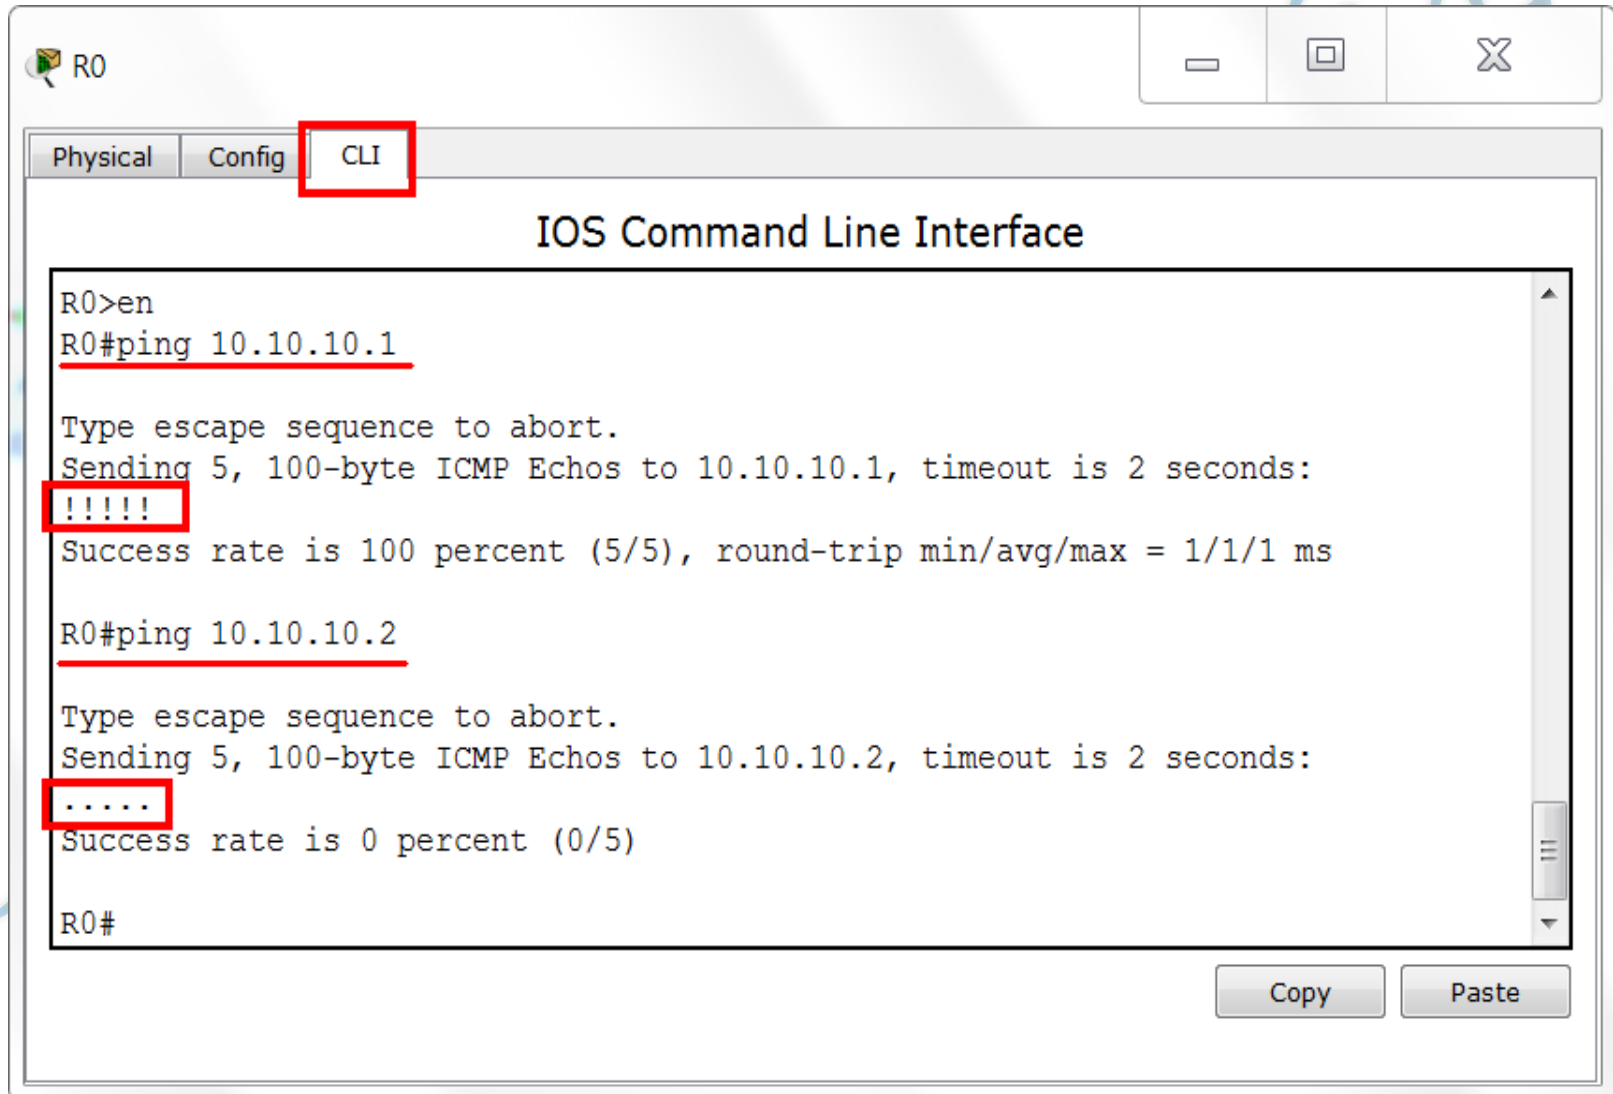 R0
Physical
Config
CLI
IOS Command Line Interface
R0>en
R0#ping 10.10.10.1
Type escape sequence to abort.
Sending 5, 100-byte ICMP Echos to 10.10.10.1, timeout is 2 seconds:
!!!!!
Success rate is 100 percent (5/5), round-trip min/avg/max = 1/1/1 ms
R0#ping 10.10.10.2
Type escape sequence to abort.
Sending 5, 100-byte ICMP Echos to 10.10.10.2, timeout is 2 seconds:
.....
Success rate is 0 percent (0/5)
R0#
Copy
Paste